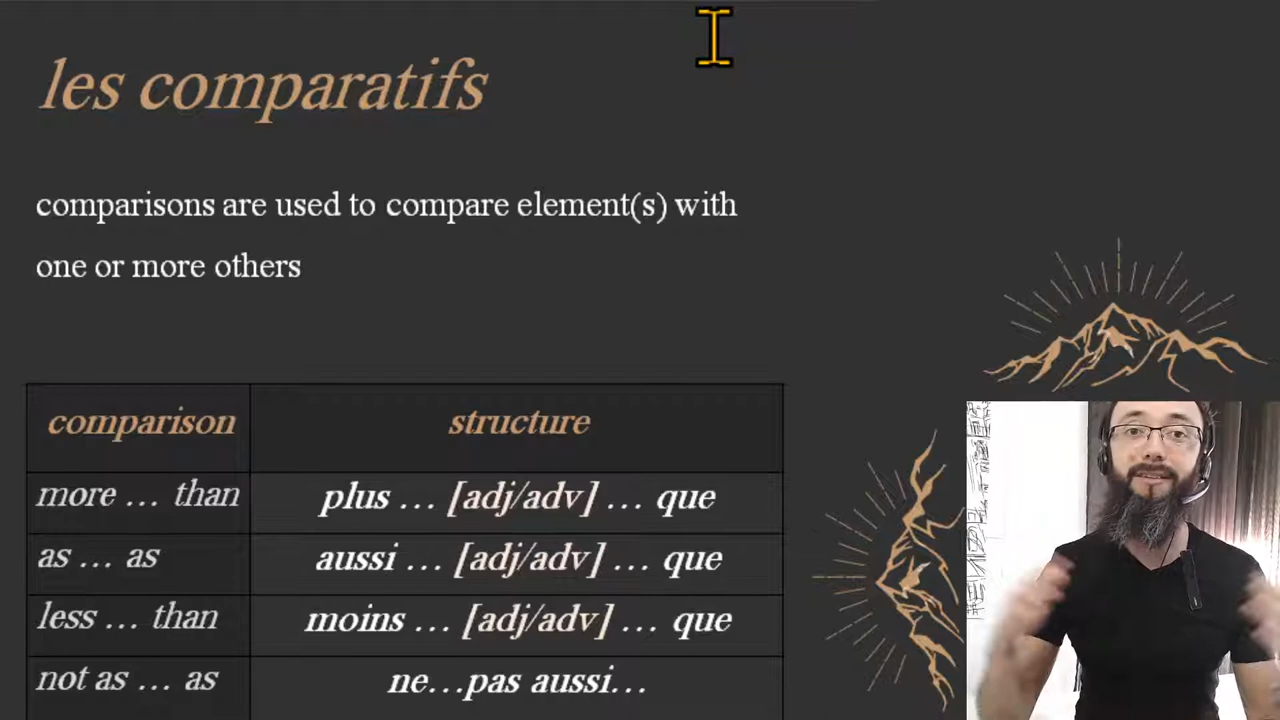 les comparatifs
comparisons are used to compare element(s) with
one or more others
comparison structure
more … than plus … [adj/adv] … que
as … as aussi … [adj/adv] … que
less … than moins … [adj/adv] … que
not as … as ne…pas aussi…